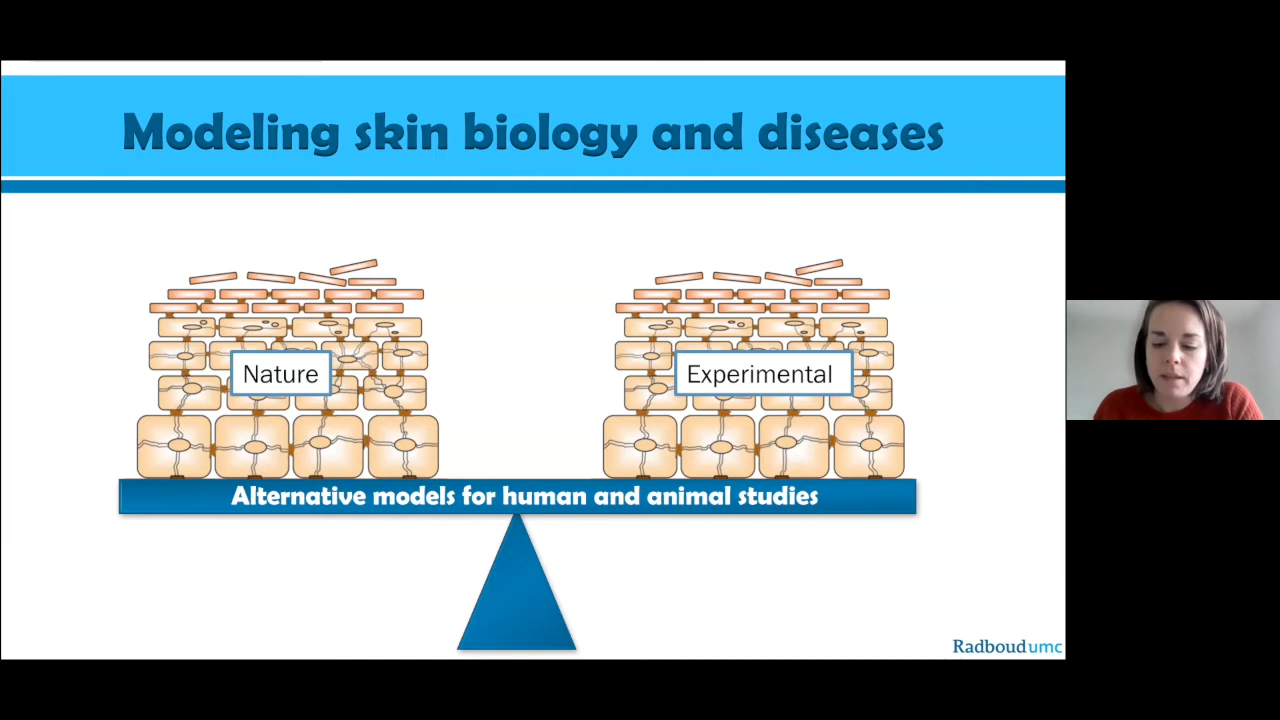 Modeling skin biology and diseases
Nature
Experimental
Alternative models for human and animal studies
Radboudumc